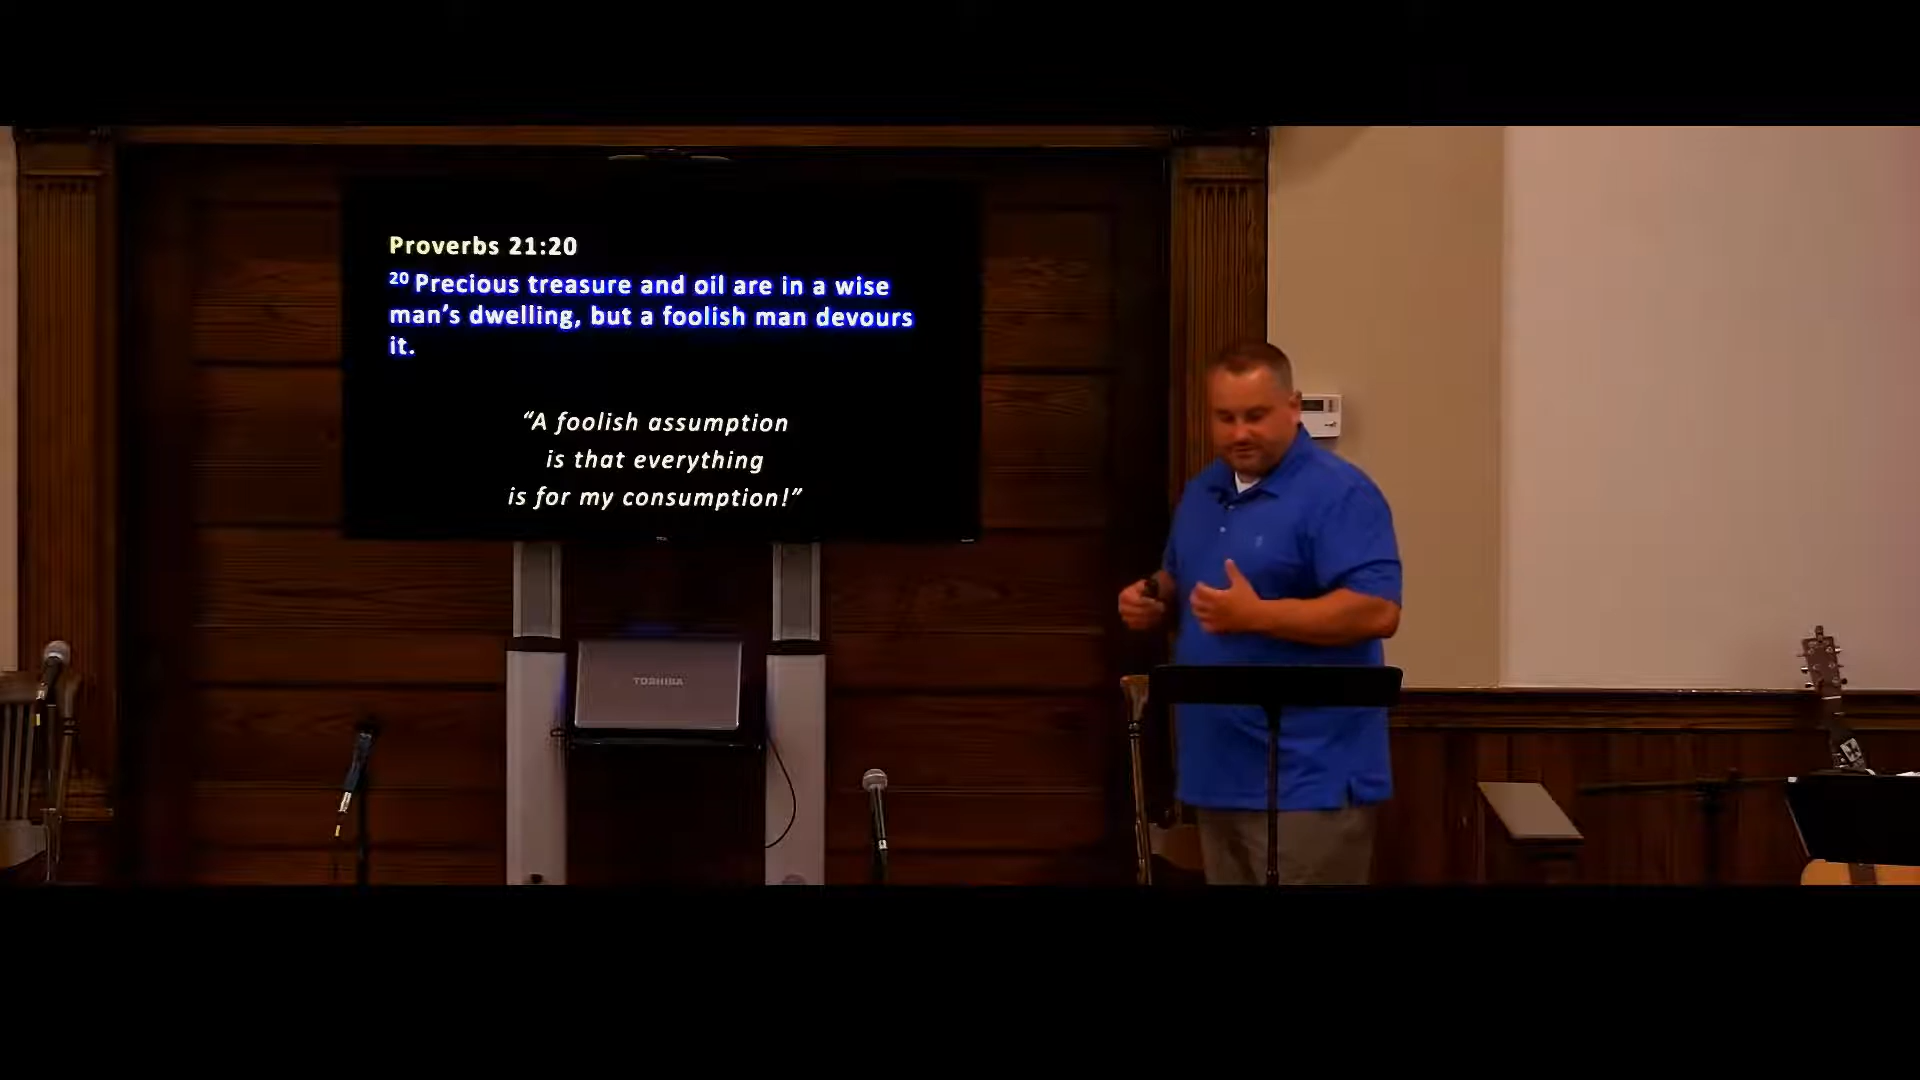 Proverbs 21:20
20 Precious treasure and oil are in a wise
man’s dwelling, but a foolish man devours
it.
“A foolish assumption
is that everything
is for my consumption!”
TOSHIBA